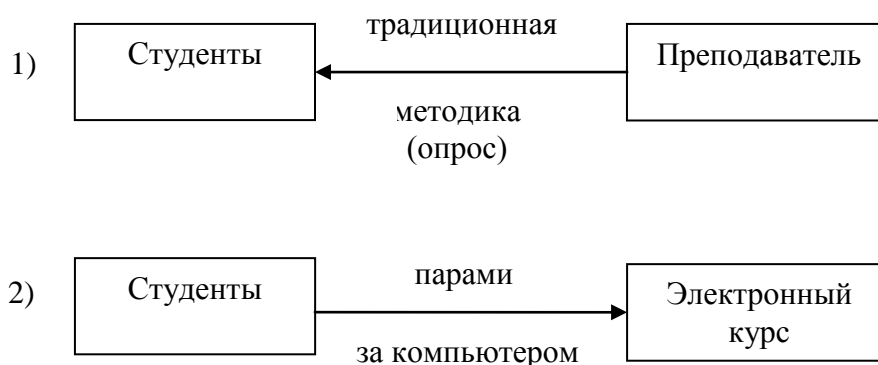 традиционная
1) Студенты Преподаватель
методика
(опрос)
2) Студенты парами Электронный
курс
за компьютером